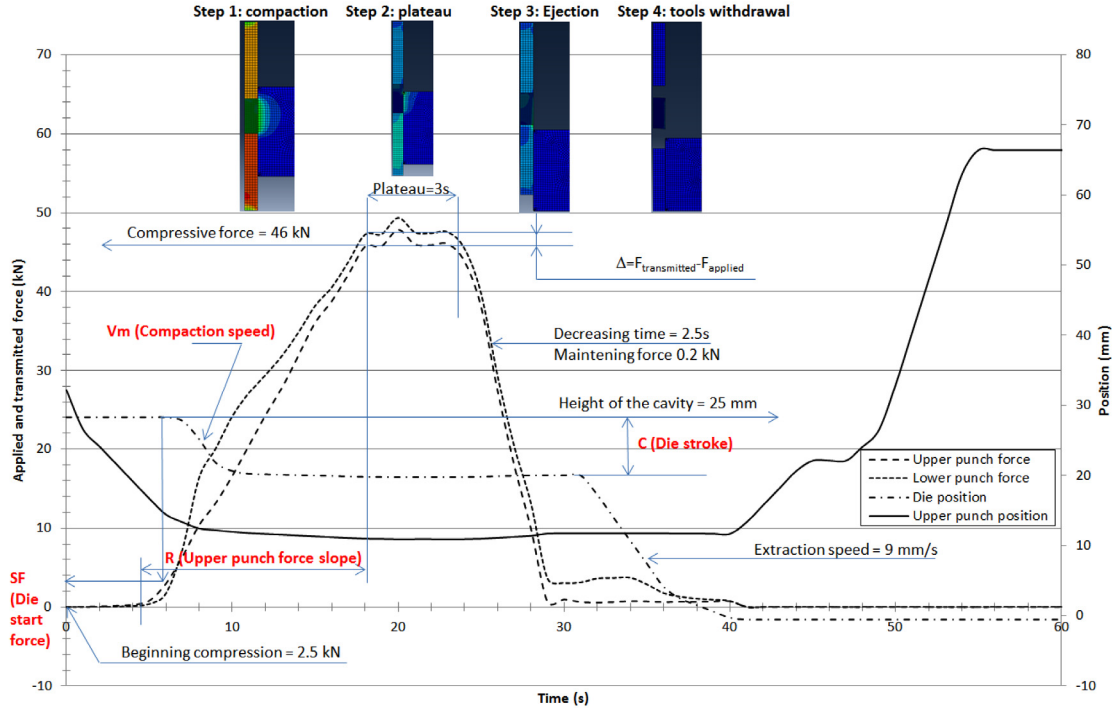 Step 1: compaction
Step 2: plateau
Step 3: Ejection
Step 4: tools withdrawal
70
60
50
40
30
20
10
0
-10
80
70
60
50
40
30
20
10
0
-10
Applied and transmitted force (kN)
Position (mm)
Plateau=3s
Compressive force = 46 kN
Δ=Ftransmitted-Fapplied
Vm (Compaction speed)
Decreasing time = 2.5s
Maintening force 0.2 kN
Height of the cavity = 25 mm
C (Die stroke)
Upper punch force
Lower punch force
Die position
Upper punch position
R (Upper punch force slope)
Extraction speed = 9 mm/s
SF
(Die
start
force)
Beginning compression = 2.5 kN
0
10
20
30
40
50
60
Time (s)